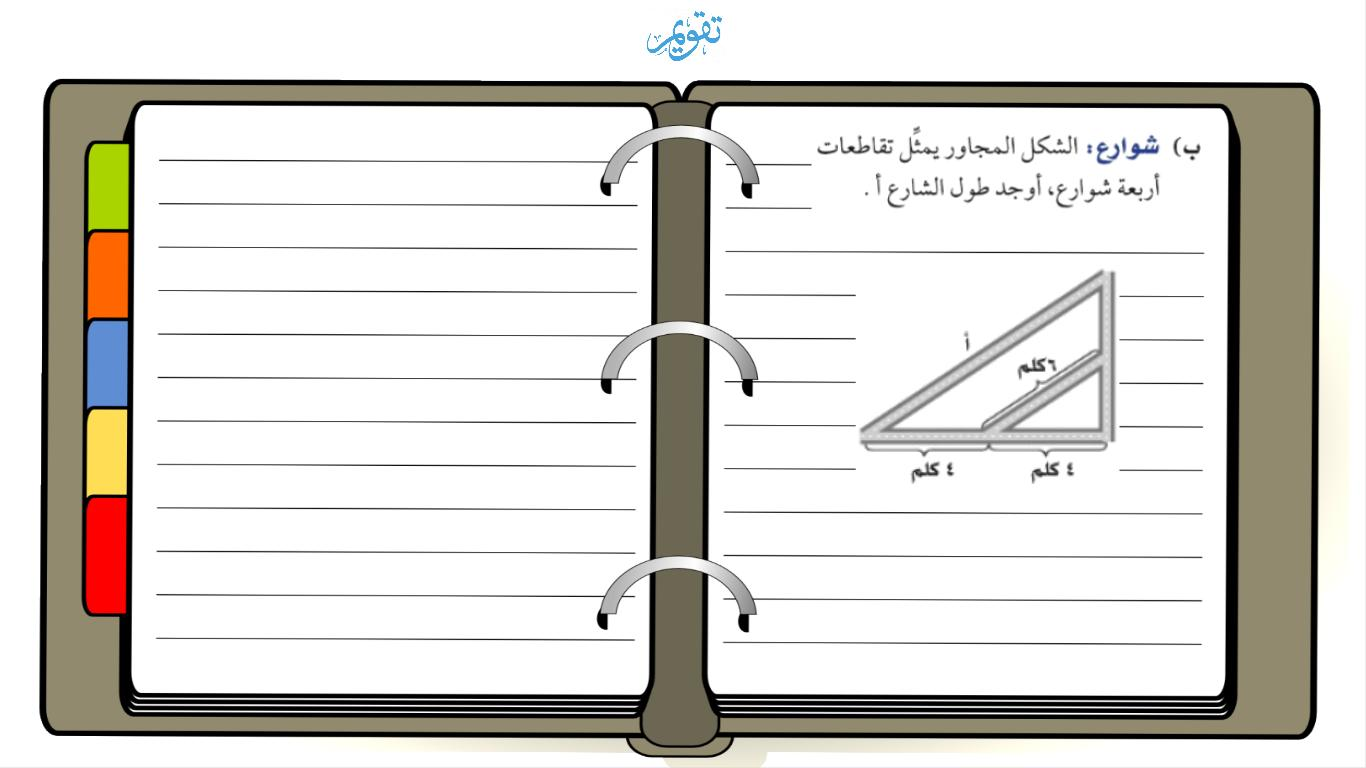 تقويم
ب) شوارع: الشكل المجاور يمثِّل تقاطعات
أربعة شوارع، أوجد طول الشارع أ .
أ
٦كلم
٤ كلم
٤ كلم